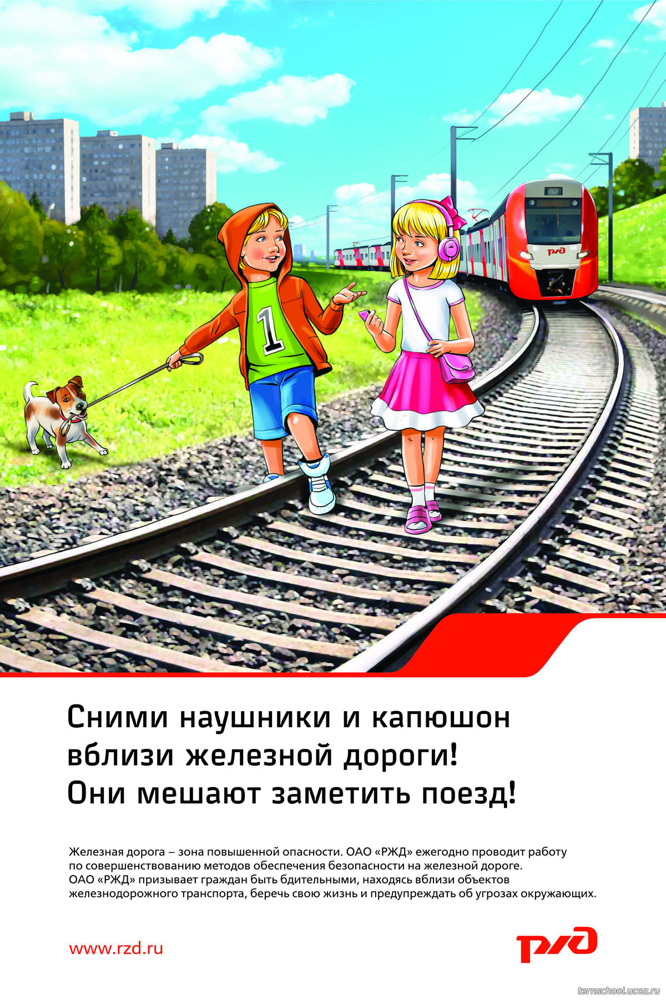 РЖД
1
Сними наушники и капюшон
вблизи железной дороги!
Они мешают заметить поезд!
Железная дорога – зона повышенной опасности. ОАО «РЖД» ежегодно проводит работу
по совершенствованию методов обеспечения безопасности на железной дороге.
ОАО «РЖД» призывает граждан быть бдительными, находясь вблизи объектов
железнодорожного транспорта, беречь свою жизнь и предупреждать об угрозах окружающих.
www.rzd.ru
РЖД
ternschool.ucoz.ru